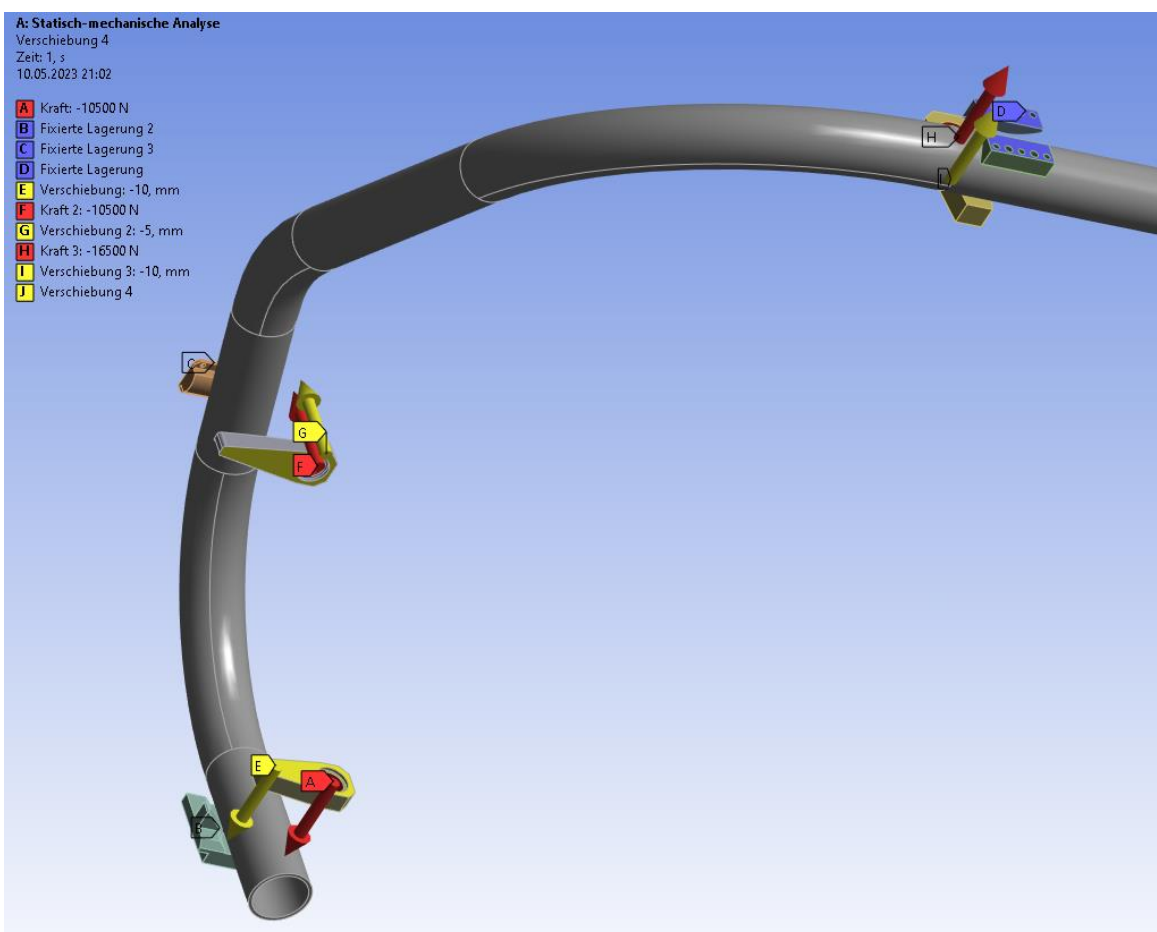 A: Statisch-mechanische Analyse
Verschiebung 4
Zeit: 1, s
10.05.2023 21:02
A Kraft: -10500 N
B Fixierte Lagerung 2
C Fixierte Lagerung 3
D Fixierte Lagerung
E Verschiebung: -10, mm
F Kraft 2: -10500 N
G Verschiebung 2: -5, mm
H Kraft 3: -16500 N
I Verschiebung 3: -10, mm
J Verschiebung 4
D
H
C
G
F
E
A
B